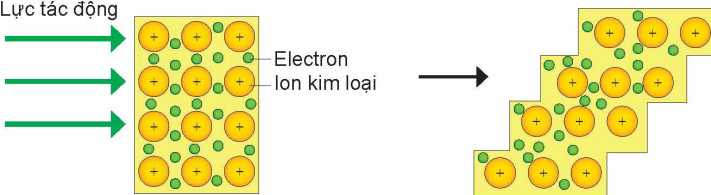 Lực tác động
Electron
Ion kim loại
+ + +
+ + +
+ + +
+ + +
+ + +
+ + +
+ + +
+ + +